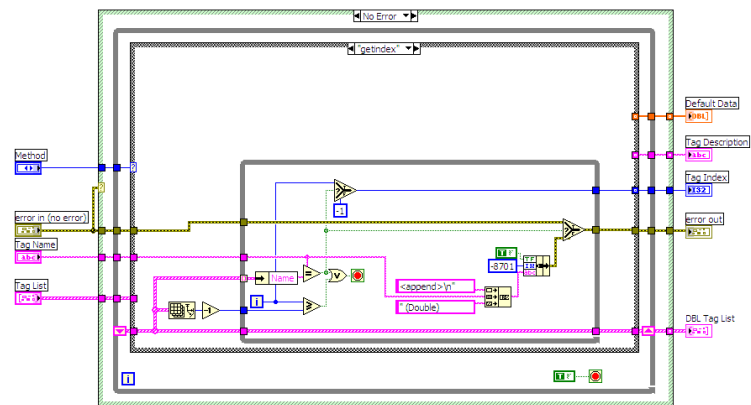 No Error
"getindex"
Default Data
DBL
Tag Description
abc
Method
Tag Index
I32
-1
error in (no error)
error out
Tag Name
abc
T F
-8701
Name
=
v
<append>\n"
Tag List
" (Double)
i
-1
≥
DBL Tag List
i
T F